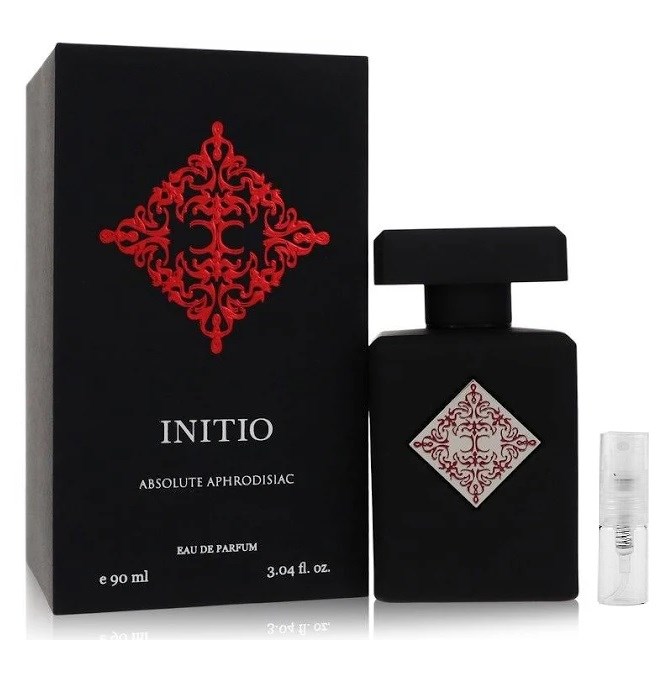 INITIO
ABSOLUTE APHRODISIAC
EAU DE PARFUM
e 90 ml 3.04 fl. oz.